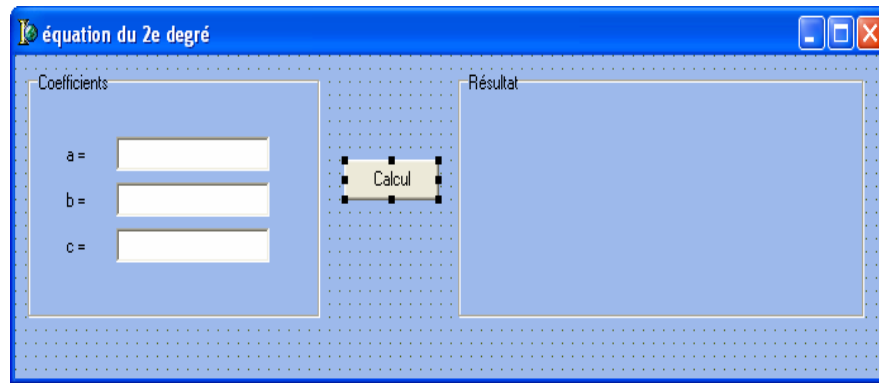 équation du 2e degré
Coefficients
a =
b =
c =
Calcul
Résultat